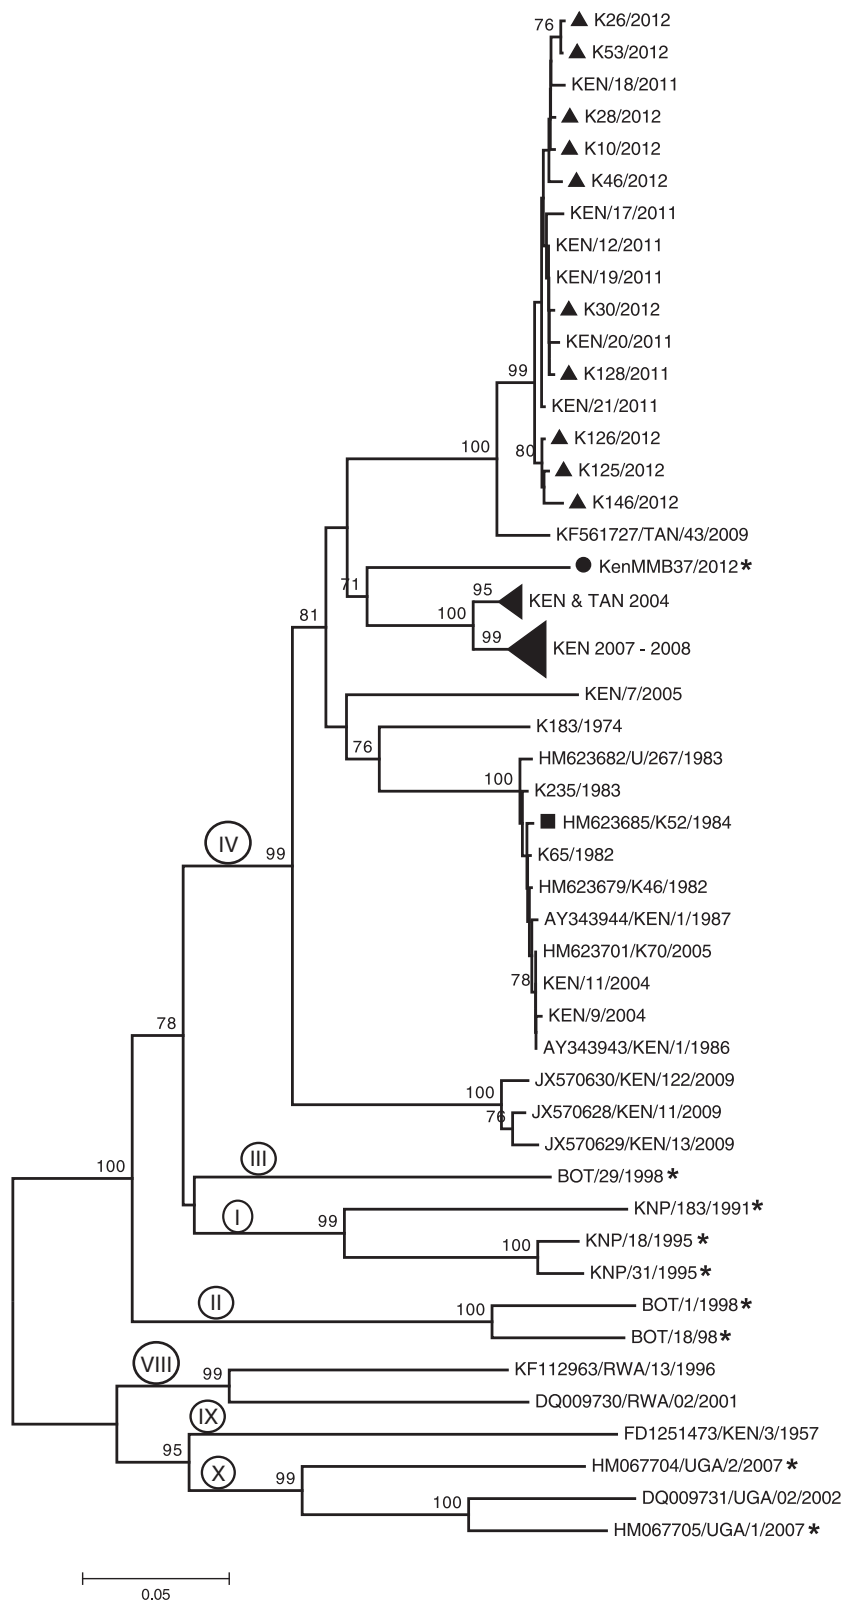 76
K26/2012
K53/2012
KEN/18/2011
K28/2012
K10/2012
K46/2012
KEN/17/2011
KEN/12/2011
KEN/19/2011
K30/2012
KEN/20/2011
99
K128/2011
KEN/21/2011
K126/2012
100
80
K125/2012
K146/2012
KF561727/TAN/43/2009
KenMMB37/2012*
71
95
KEN & TAN 2004
100
81
99
KEN 2007 - 2008
KEN/7/2005
K183/1974
76
HM623682/U/267/1983
100
K235/1983
HM623685/K52/1984
IV
99
K65/1982
HM623679/K46/1982
AY343944/KEN/1/1987
HM623701/K70/2005
78
KEN/11/2004
KEN/9/2004
78
AY343943/KEN/1/1986
JX570630/KEN/122/2009
100
76
JX570628/KEN/11/2009
JX570629/KEN/13/2009
100
III
BOT/29/1998*
KNP/183/1991*
I
99
100
KNP/18/1995*
KNP/31/1995*
II
BOT/1/1998*
100
BOT/18/98*
VIII
99
KF112963/RWA/13/1996
DQ009730/RWA/02/2001
IX
FD1251473/KEN/3/1957
95
X
99
HM067704/UGA/2/2007*
100
DQ009731/UGA/02/2002
HM067705/UGA/1/2007*
0.05